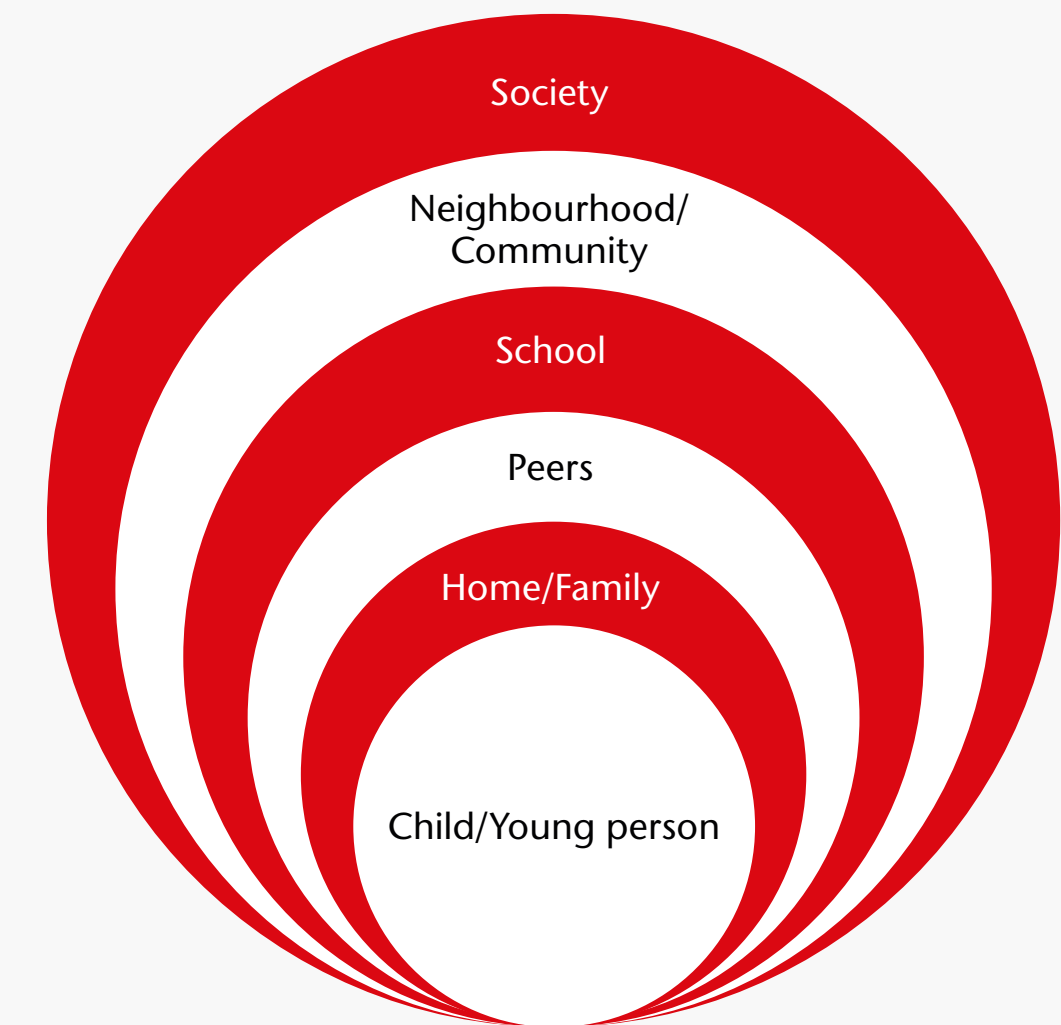 Society
Neighbourhood/
Community
School
Peers
Home/Family
Child/Young person